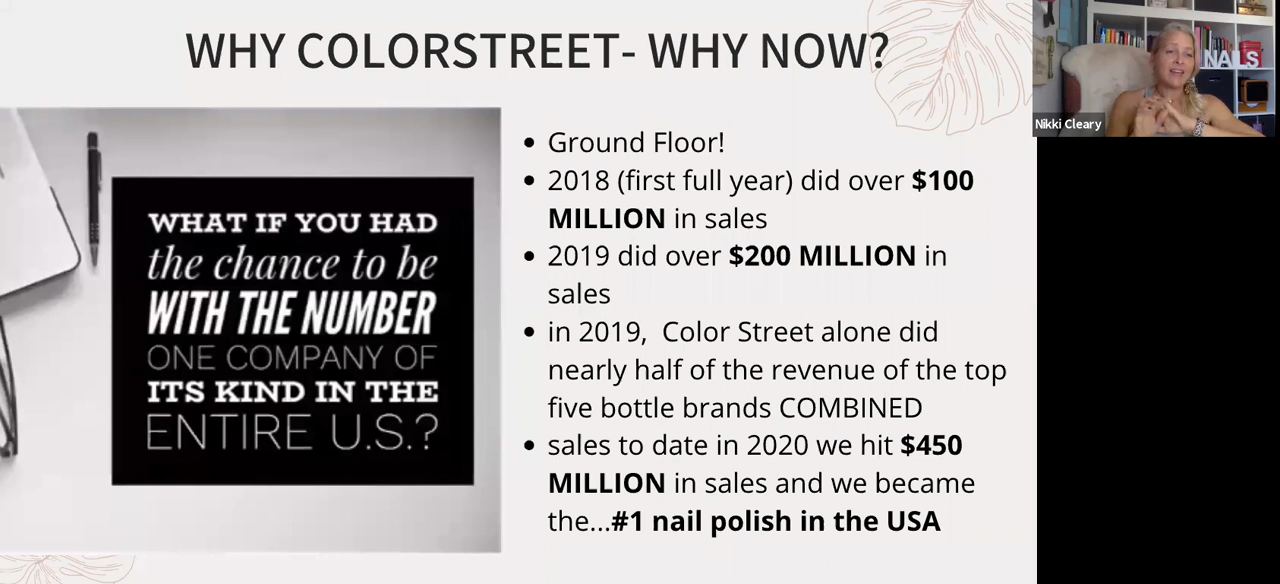 WHY COLORSTREET- WHY NOW?
WHAT IF YOU HAD
the chance to be
WITH THE NUMBER
ONE COMPANY OF
ITS KIND IN THE
ENTIRE U.S.?
• Ground Floor!
• 2018 (first full year) did over $100
MILLION in sales
• 2019 did over $200 MILLION in
sales
• in 2019,  Color Street alone did
nearly half of the revenue of the top
five bottle brands COMBINED
• sales to date in 2020 we hit $450
MILLION in sales and we became
the...#1 nail polish in the USA
NAILS
Nikki Cleary